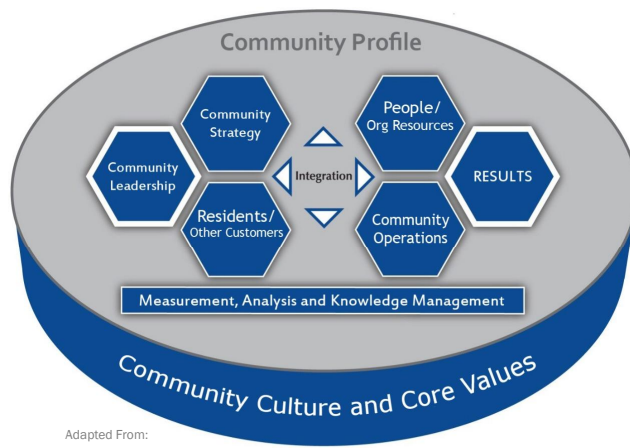 Community Profile
Community
Strategy
People/
Org Resources
Community
Leadership
Integration
RESULTS
Residents/
Other Customers
Community
Operations
Measurement, Analysis and Knowledge Management
Community Culture and Core Values
Adapted From: